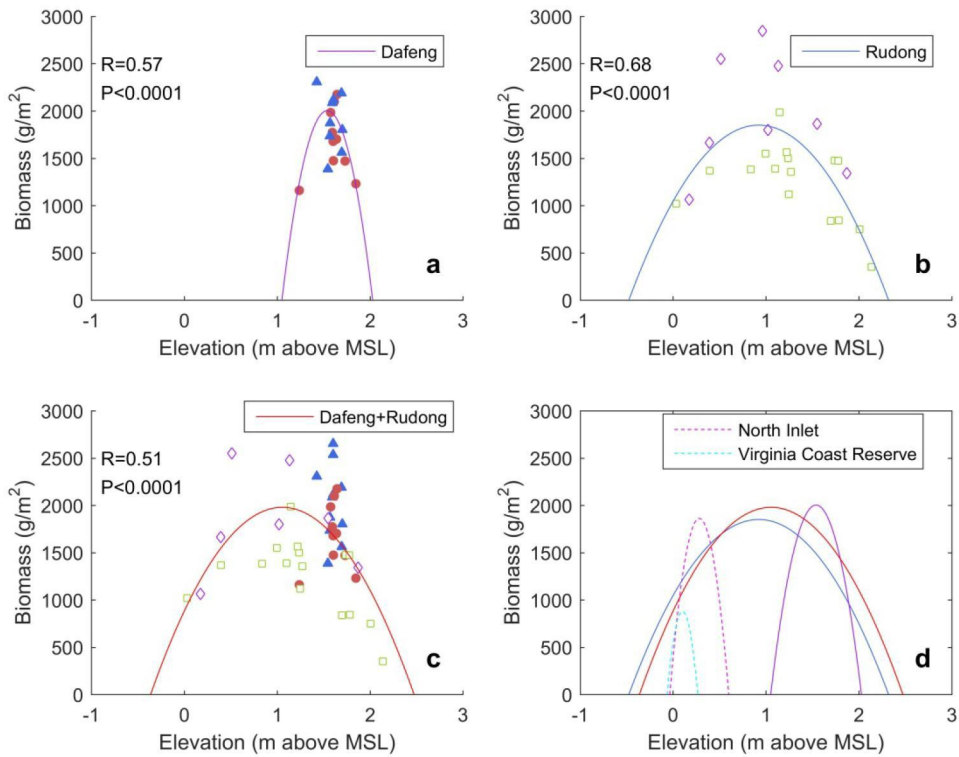 3000
2500
2000
1500
1000
500
0
Biomass (g/m²)
R=0.57
P<0.0001
Dafeng
a
-1 0 1 2 3
Elevation (m above MSL)
3000
2500
2000
1500
1000
500
0
Biomass (g/m²)
R=0.68
P<0.0001
Rudong
b
-1 0 1 2 3
Elevation (m above MSL)
3000
2500
2000
1500
1000
500
0
Biomass (g/m²)
Dafeng+Rudong
R=0.51
P<0.0001
c
-1 0 1 2 3
Elevation (m above MSL)
3000
2500
2000
1500
1000
500
0
Biomass (g/m²)
North Inlet
Virginia Coast Reserve
d
-1 0 1 2 3
Elevation (m above MSL)